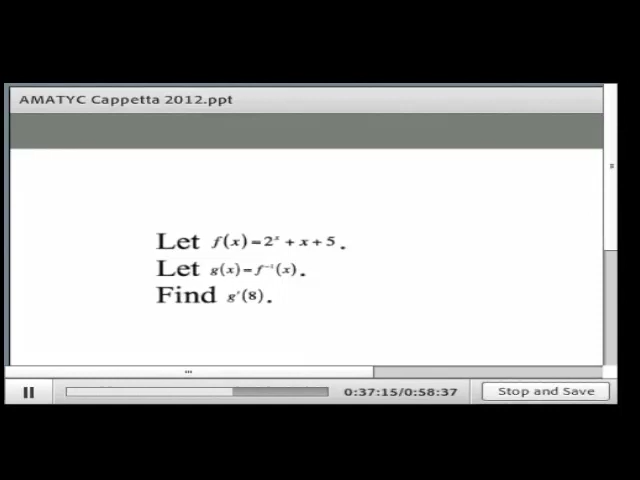 AMATYC Cappetta 2012.ppt
Let f(x)=2ˣ+x+5.
Let g(x)=f⁻¹(x).
Find g'(8).
0:37:15/0:58:37
Stop and Save